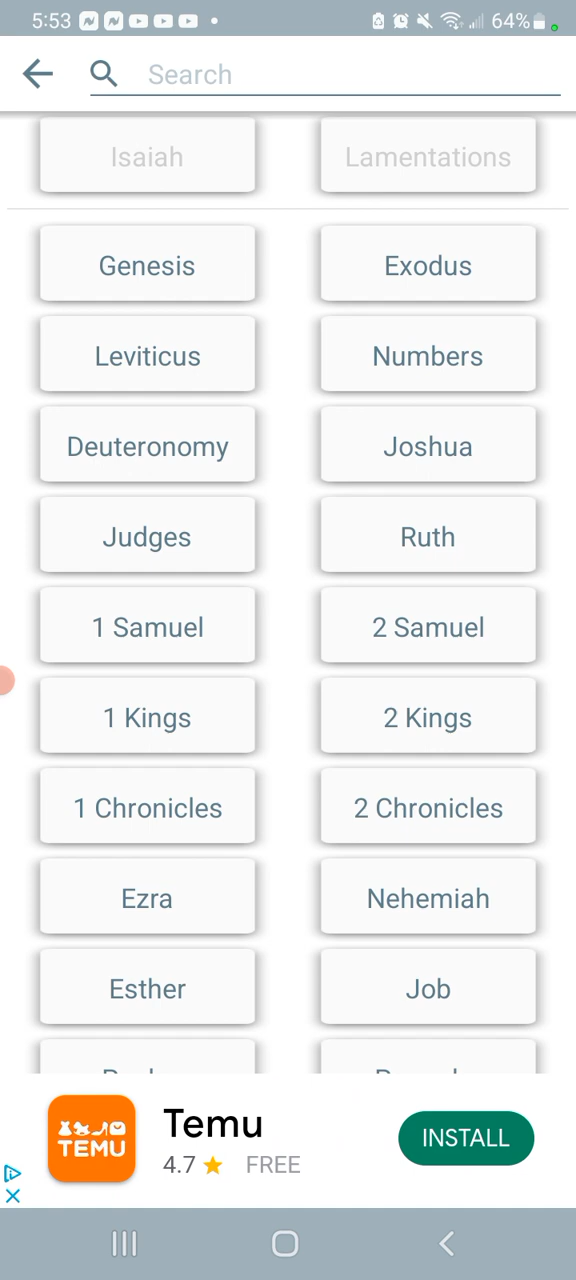 5:53 64%
Search
Isaiah Lamentations
Genesis Exodus
Leviticus Numbers
Deuteronomy Joshua
Judges Ruth
1 Samuel 2 Samuel
1 Kings 2 Kings
1 Chronicles 2 Chronicles
Ezra Nehemiah
Esther Job
TEMU
Temu
4.7 FREE
INSTALL